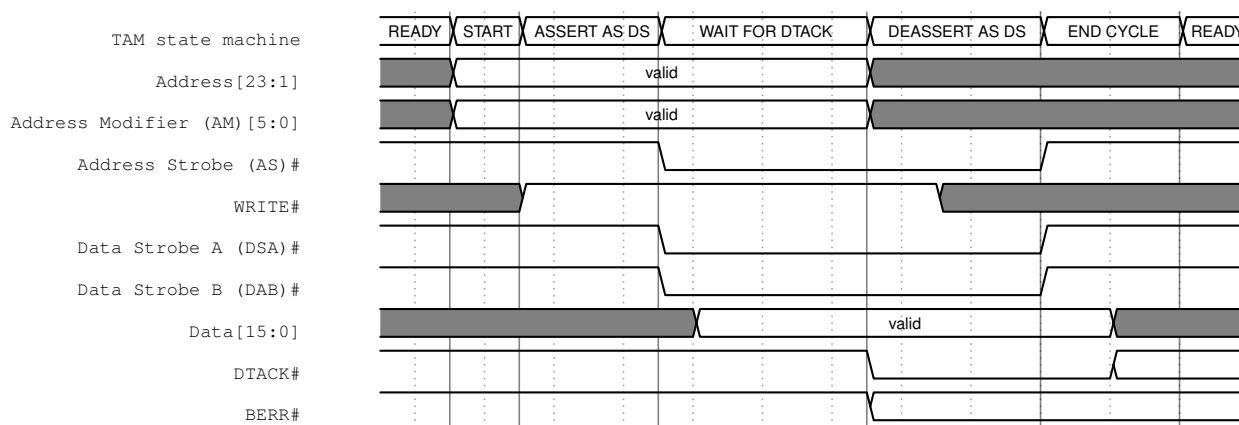 TAM state machine READY START ASSERT AS DS WAIT FOR DTACK DEASSERT AS DS END CYCLE READY
Address[23:1] valid
Address Modifier (AM)[5:0] valid
Address Strobe (AS)#
WRITE#
Data Strobe A (DSA)#
Data Strobe B (DAB)#
Data[15:0] valid
DTACK#
BERR#